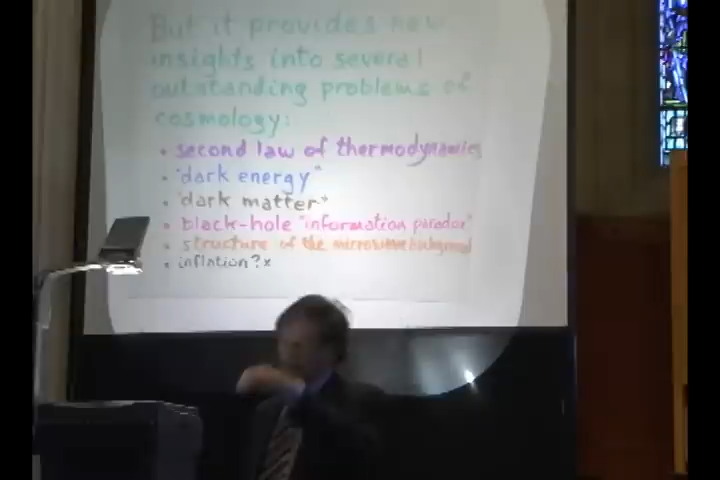 But it provides new
insights into several
outstanding problems of
cosmology:
• second law of thermodynamics
• "dark energy"
• "dark matter"
• black-hole "information paradox"
• structure of the microwave background
• inflation?x